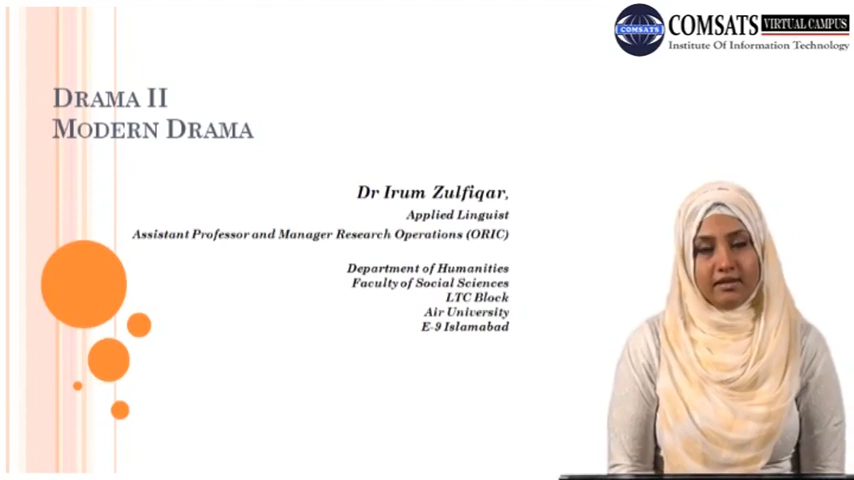 COMSATS VIRTUAL CAMPUS
COMSATS
Institute Of Information Technology
DRAMA II
MODERN DRAMA
Dr Irum Zulfiqar,
Applied Linguist
Assistant Professor and Manager Research Operations (ORIC)
Department of Humanities
Faculty of Social Sciences
LTC Block
Air University
E-9 Islamabad